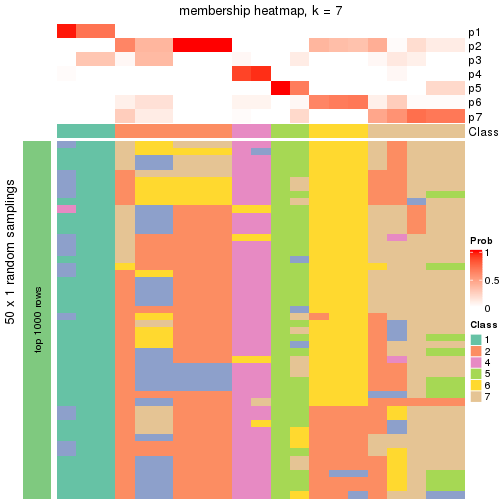 membership heatmap, k = 7
p1
p2
p3
p4
p5
p6
p7
Class
50 x 1 random samplings
top 1000 rows
Prob
1
0.5
0
Class
1
2
4
5
6
7